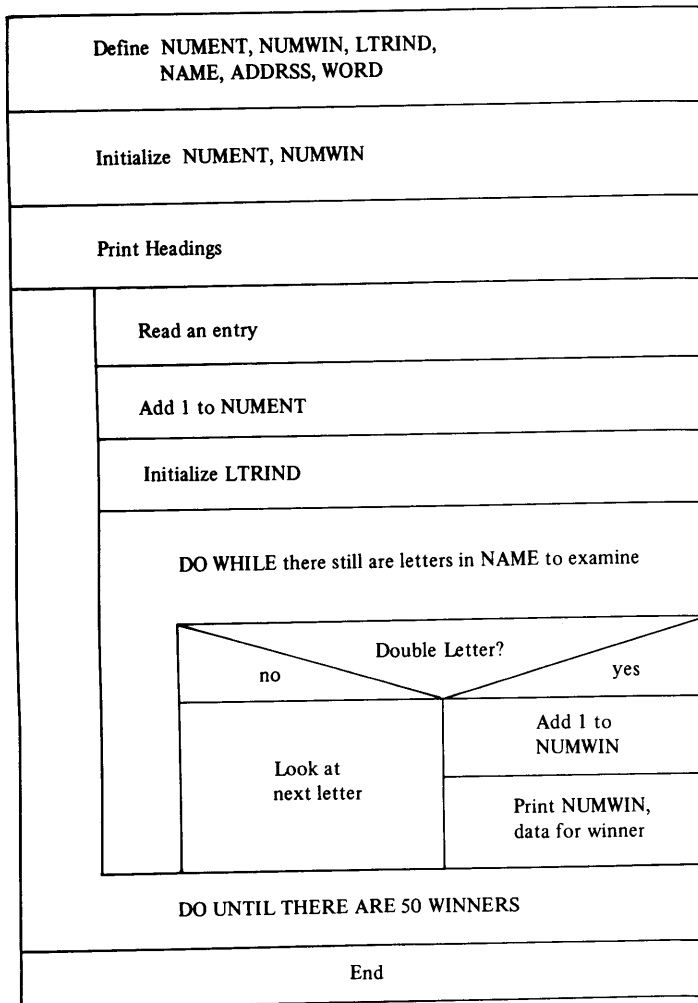 Define NUMENT, NUMWIN, LTRIND,
NAME, ADDRSS, WORD
Initialize NUMENT, NUMWIN
Print Headings
Read an entry
Add 1 to NUMENT
Initialize LTRIND
DO WHILE there still are letters in NAME to examine
Double Letter?
no
yes
Look at
next letter
Add 1 to
NUMWIN
Print NUMWIN,
data for winner
DO UNTIL THERE ARE 50 WINNERS
End